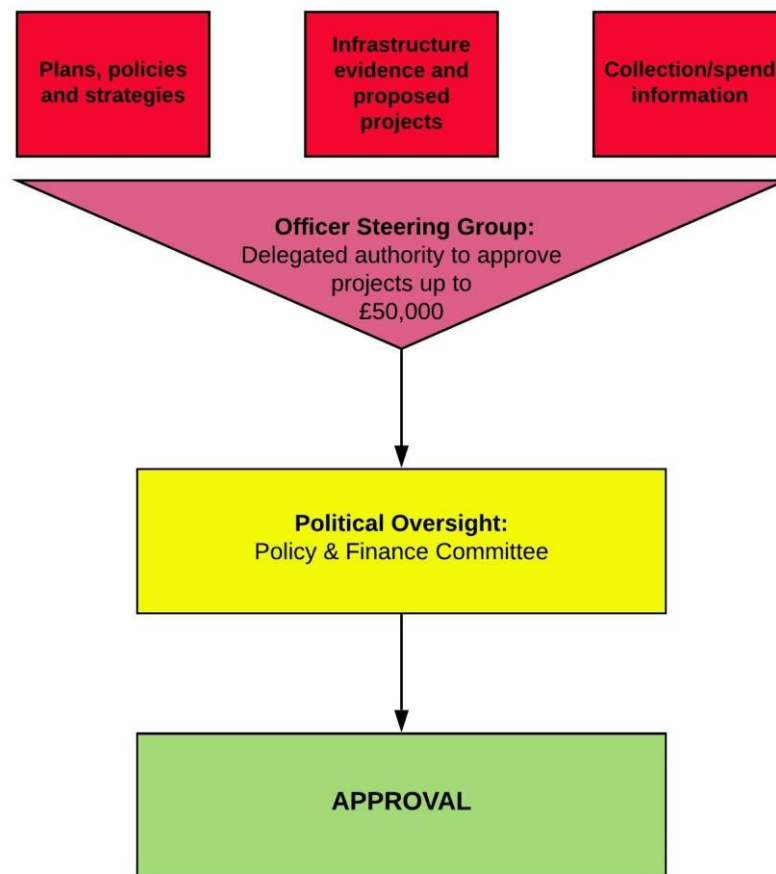 Plans, policies
and strategies
Infrastructure
evidence and
proposed
projects
Collection/spend
information
Officer Steering Group:
Delegated authority to approve
projects up to
£50,000
Political Oversight:
Policy & Finance Committee
APPROVAL